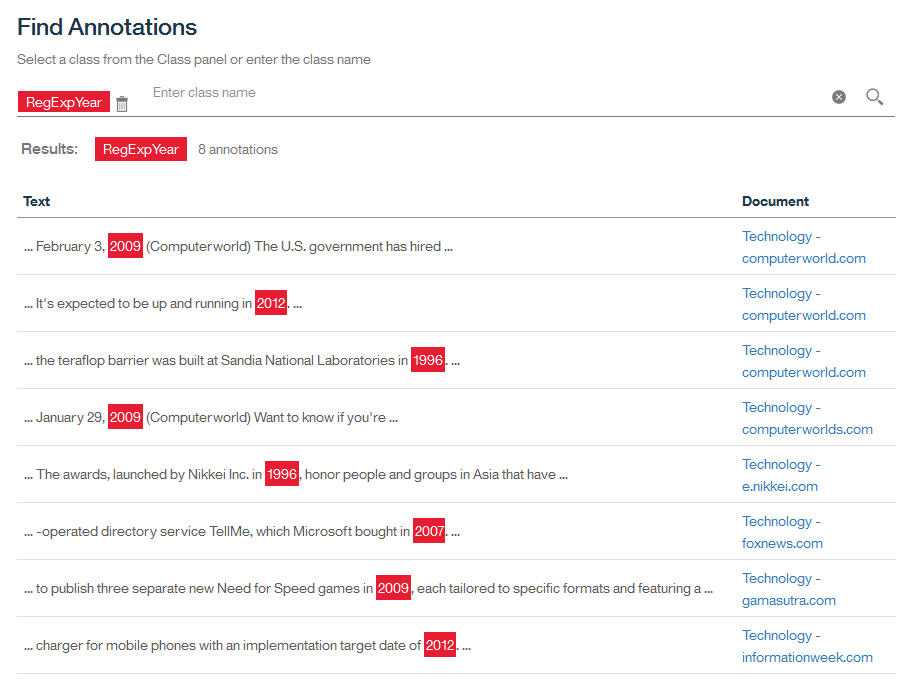 Find Annotations
Select a class from the Class panel or enter the class name
RegExpYear Enter class name
Results: RegExpYear 8 annotations
Text Document
... February 3, 2009 (Computerworld) The U.S. government has hired ... Technology -
computerworld.com
... It's expected to be up and running in 2012. ... Technology -
computerworld.com
... the teraflop barrier was built at Sandia National Laboratories in 1996. ... Technology -
computerworld.com
... January 29, 2009 (Computerworld) Want to know if you're ... Technology -
computerworlds.com
... The awards, launched by Nikkei Inc. in 1996, honor people and groups in Asia that have ... Technology -
e.nikkei.com
... -operated directory service TellMe, which Microsoft bought in 2007. ... Technology -
foxnews.com
... to publish three separate new Need for Speed games in 2009, each tailored to specific formats and featuring a ... Technology -
gamasutra.com
... charger for mobile phones with an implementation target date of 2012. ... Technology -
informationweek.com